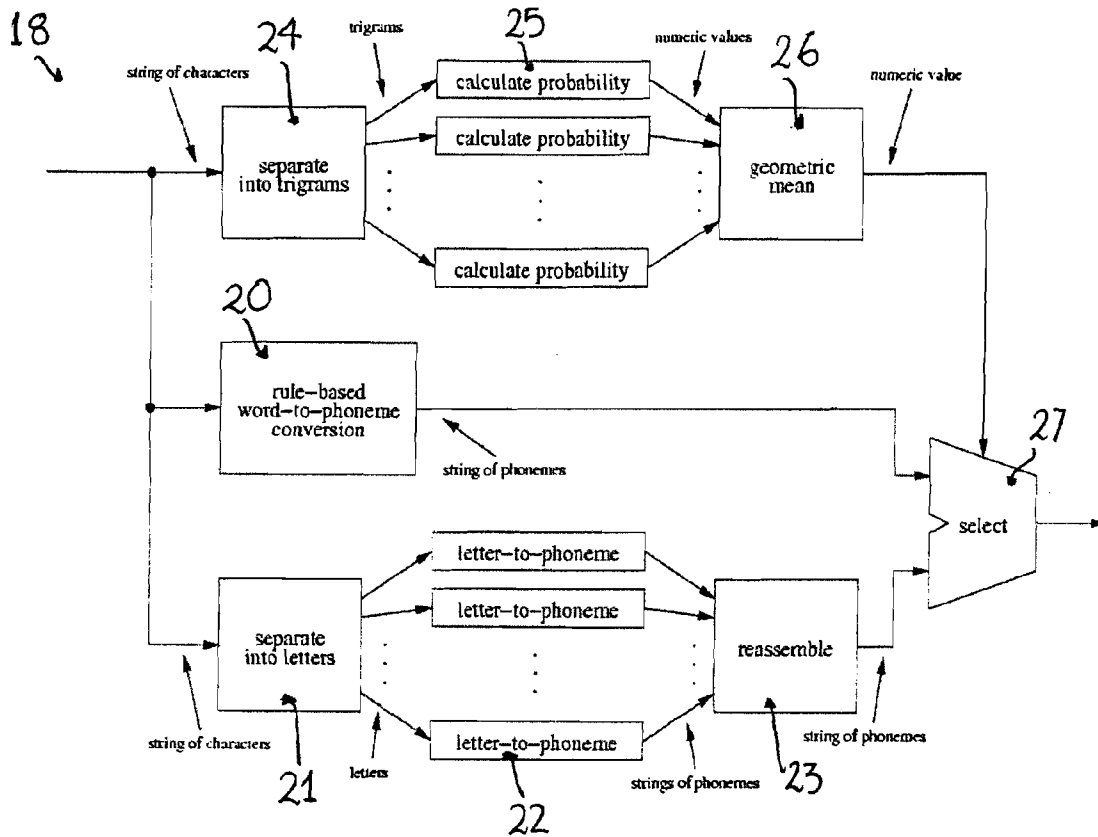 18
24
trigrams
25
numeric values
26
numeric value
string of characters
calculate probability
calculate probability
separate
into trigrams
geometric
mean
calculate probability
20
rule-based
word-to-phoneme
conversion
string of phonemes
27
select
letter-to-phoneme
letter-to-phoneme
separate
into letters
reassemble
letter-to-phoneme
string of characters
21
letters
22
strings of phonemes
23
string of phonemes